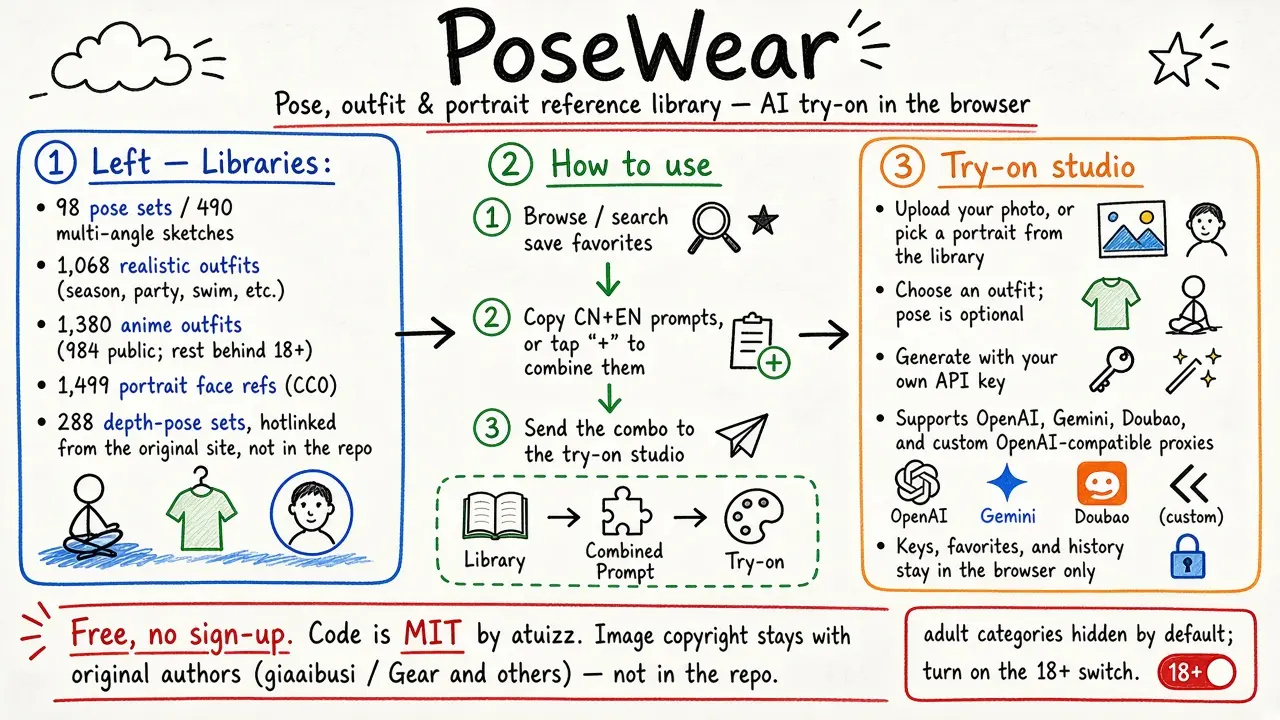 PoseWear
Pose, outfit & portrait reference library — AI try-on in the browser
1 Left — Libraries:
• 98 pose sets / 490
multi-angle sketches
• 1,068 realistic outfits
(season, party, swim, etc.)
• 1,380 anime outfits
(984 public; rest behind 18+)
• 1,499 portrait face refs (CC0)
• 288 depth-pose sets, hotlinked
from the original site, not in the repo
2 How to use
1 Browse / search
save favorites
2 Copy CN+EN prompts,
or tap “+” to
combine them
3 Send the combo to
the try-on studio
Library
Combined
Prompt
Try-on
3 Try-on studio
• Upload your photo, or
pick a portrait from
the library
• Choose an outfit;
pose is optional
• Generate with your
own API key
• Supports OpenAI, Gemini, Doubao,
and custom OpenAI-compatible proxies
OpenAI
Gemini
Doubao
(custom)
• Keys, favorites, and history
stay in the browser only
Free, no sign-up. Code is MIT by atuizz. Image copyright stays with
original authors (giaaibusi / Gear and others) — not in the repo.
adult categories hidden by default;
turn on the 18+ switch.
18+